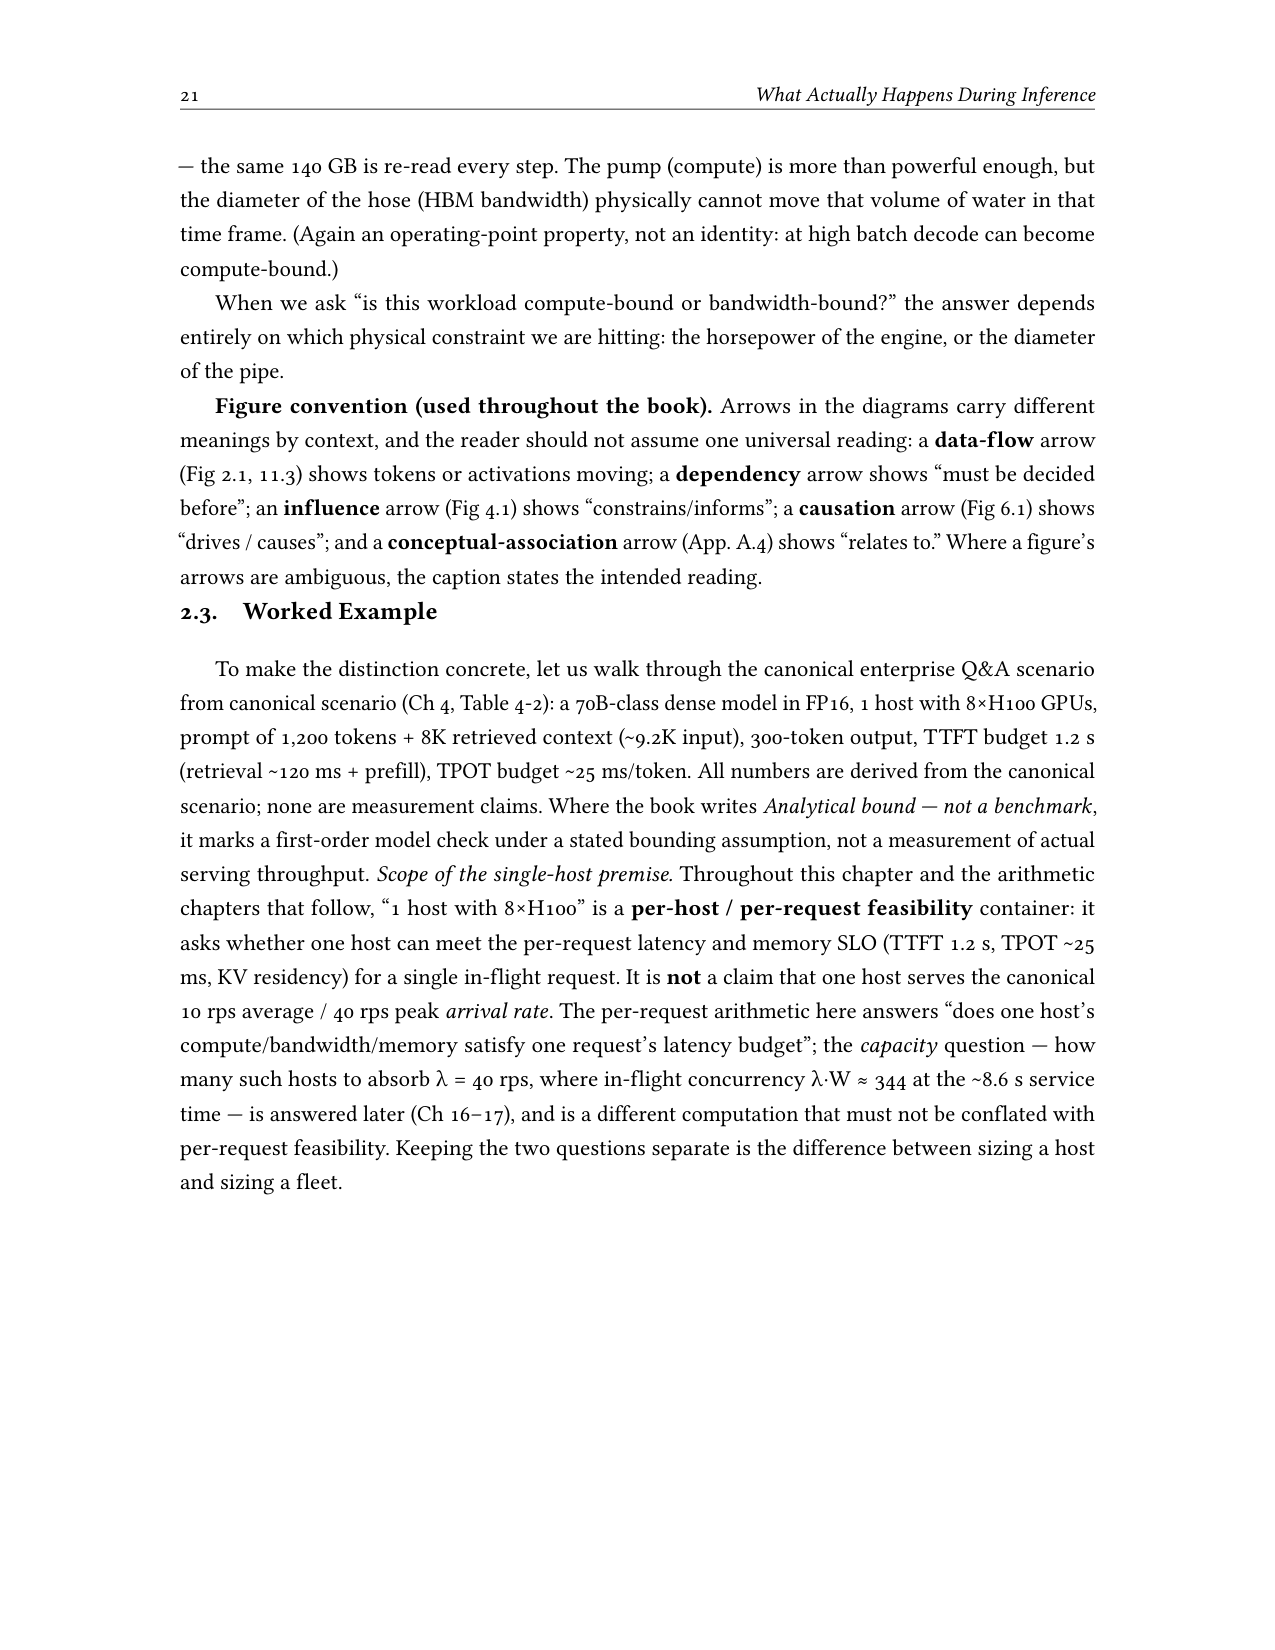 21 What Actually Happens During Inference
— the same 140 GB is re-read every step. The pump (compute) is more than powerful enough, but
the diameter of the hose (HBM bandwidth) physically cannot move that volume of water in that
time frame. (Again an operating-point property, not an identity: at high batch decode can become
compute-bound.)
When we ask “is this workload compute-bound or bandwidth-bound?” the answer depends
entirely on which physical constraint we are hitting: the horsepower of the engine, or the diameter
of the pipe.
Figure convention (used throughout the book). Arrows in the diagrams carry different
meanings by context, and the reader should not assume one universal reading: a data-flow arrow
(Fig 2.1, 11.3) shows tokens or activations moving; a dependency arrow shows “must be decided
before”; an influence arrow (Fig 4.1) shows “constrains/informs”; a causation arrow (Fig 6.1) shows
“drives / causes”; and a conceptual-association arrow (App. A.4) shows “relates to.” Where a figure’s
arrows are ambiguous, the caption states the intended reading.
2.3. Worked Example
To make the distinction concrete, let us walk through the canonical enterprise Q&A scenario
from canonical scenario (Ch 4, Table 4-2): a 70B-class dense model in FP16, 1 host with 8×H100 GPUs,
prompt of 1,200 tokens + 8K retrieved context (~9.2K input), 300-token output, TTFT budget 1.2 s
(retrieval ~120 ms + prefill), TPOT budget ~25 ms/token. All numbers are derived from the canonical
scenario; none are measurement claims. Where the book writes Analytical bound — not a benchmark,
it marks a first-order model check under a stated bounding assumption, not a measurement of actual
serving throughput. Scope of the single-host premise. Throughout this chapter and the arithmetic
chapters that follow, “1 host with 8×H100” is a per-host / per-request feasibility container: it
asks whether one host can meet the per-request latency and memory SLO (TTFT 1.2 s, TPOT ~25
ms, KV residency) for a single in-flight request. It is not a claim that one host serves the canonical
10 rps average / 40 rps peak arrival rate. The per-request arithmetic here answers “does one host’s
compute/bandwidth/memory satisfy one request’s latency budget”; the capacity question — how
many such hosts to absorb λ = 40 rps, where in-flight concurrency λ·W ≈ 344 at the ~8.6 s service
time — is answered later (Ch 16–17), and is a different computation that must not be conflated with
per-request feasibility. Keeping the two questions separate is the difference between sizing a host
and sizing a fleet.